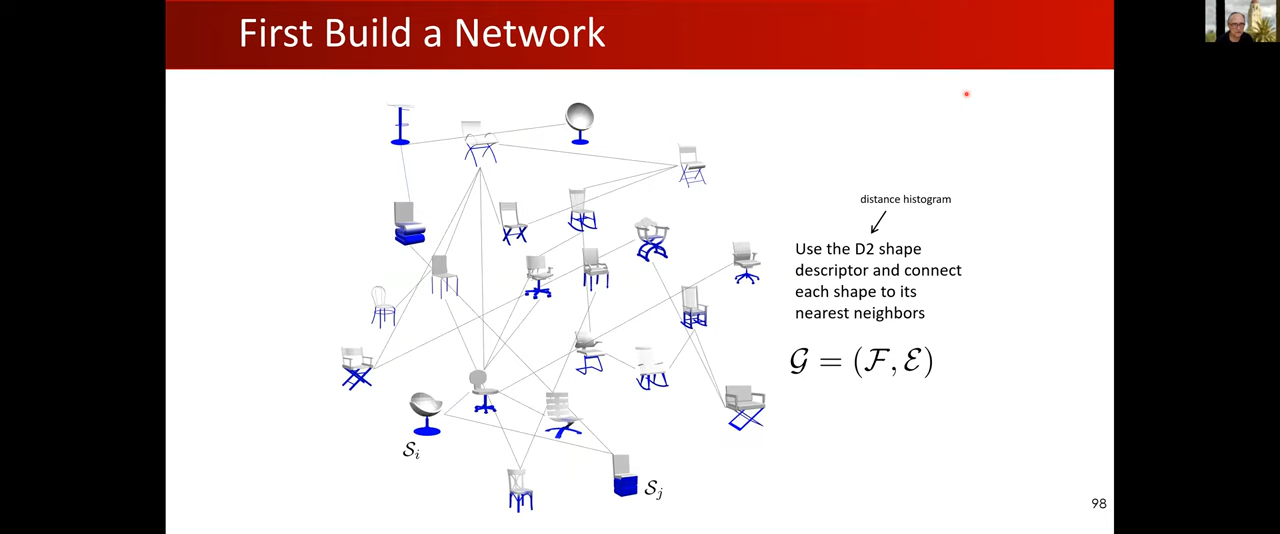 First Build a Network
distance histogram
Use the D2 shape
descriptor and connect
each shape to its
nearest neighbors
𝒢 = (ℱ, ℰ)
𝒮ᵢ
𝒮ⱼ
98